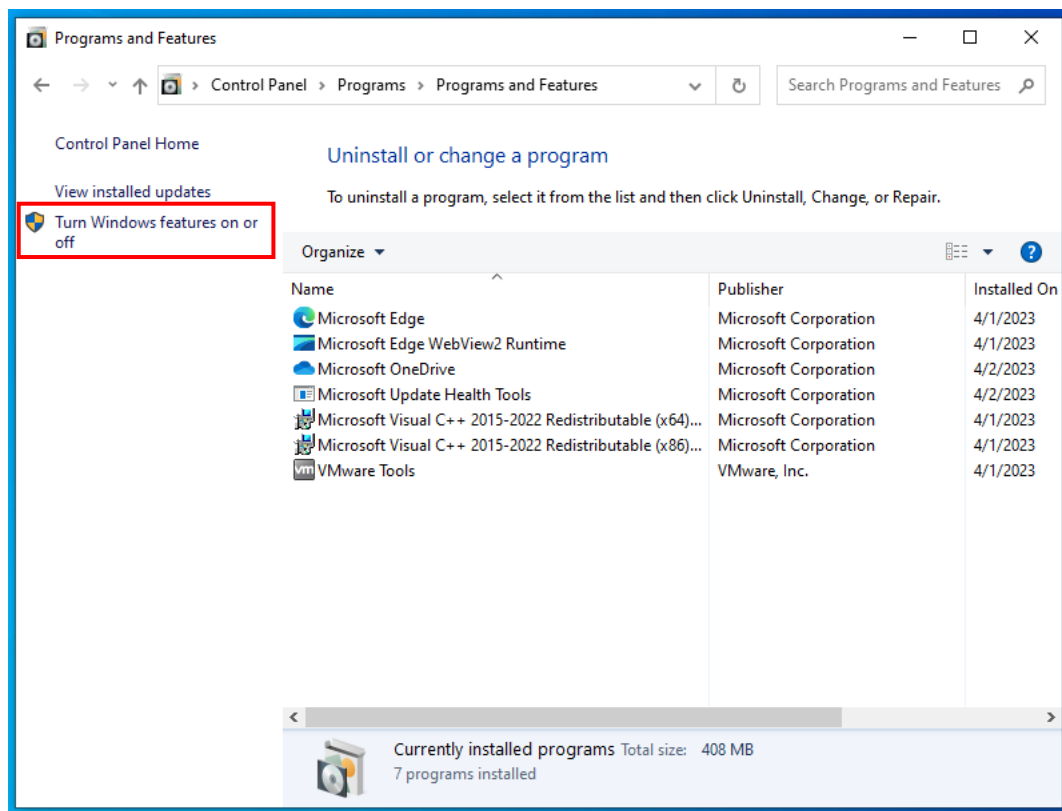 Programs and Features
Control Panel > Programs > Programs and Features
Search Programs and Features
Control Panel Home
View installed updates
Turn Windows features on or
off
Uninstall or change a program
To uninstall a program, select it from the list and then click Uninstall, Change, or Repair.
Organize
Name Publisher Installed On
Microsoft Edge Microsoft Corporation 4/1/2023
Microsoft Edge WebView2 Runtime Microsoft Corporation 4/1/2023
Microsoft OneDrive Microsoft Corporation 4/2/2023
Microsoft Update Health Tools Microsoft Corporation 4/2/2023
Microsoft Visual C++ 2015-2022 Redistributable (x64)... Microsoft Corporation 4/1/2023
Microsoft Visual C++ 2015-2022 Redistributable (x86)... Microsoft Corporation 4/1/2023
vm VMware Tools VMware, Inc. 4/1/2023
Currently installed programs Total size: 408 MB
7 programs installed